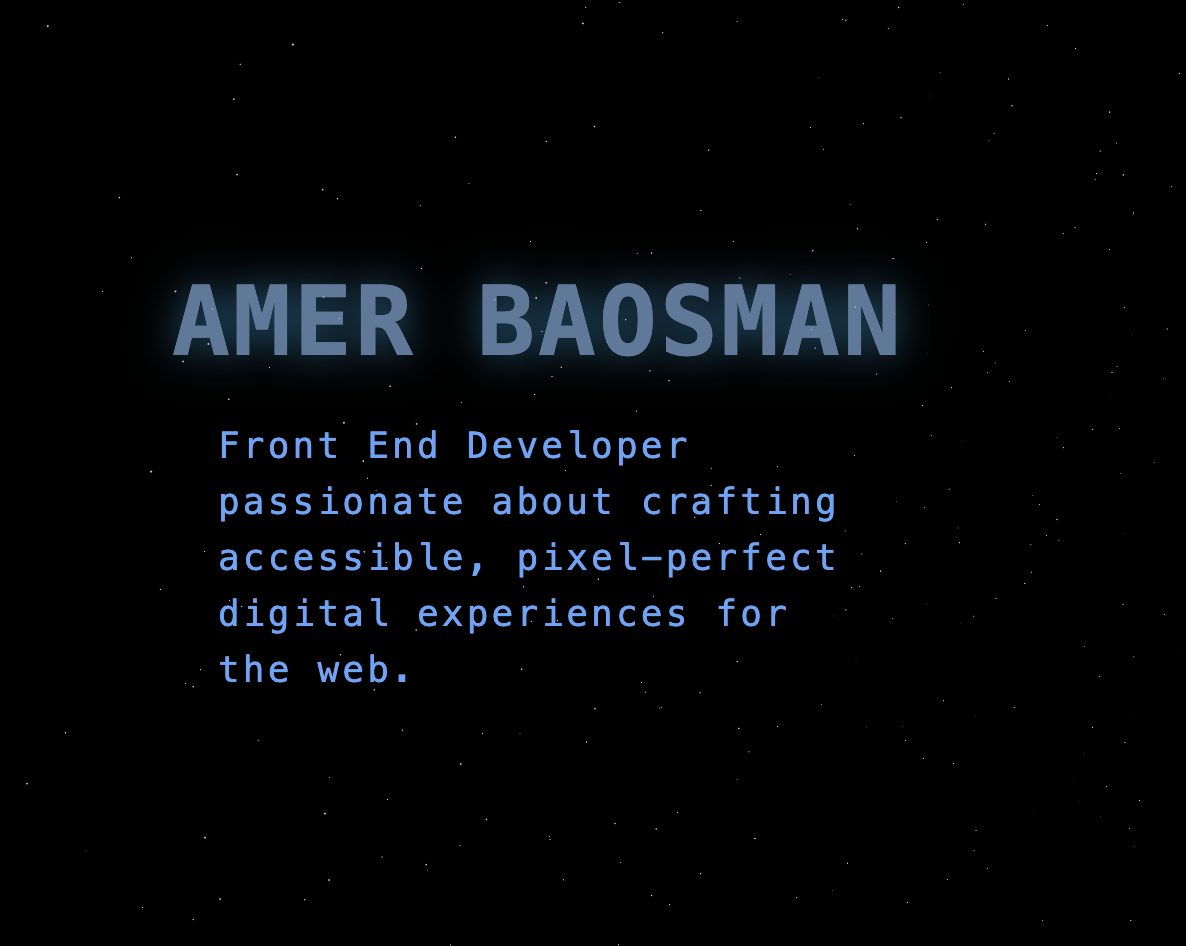 AMER BAOSMAN
Front End Developer
passionate about crafting
accessible, pixel-perfect
digital experiences for
the web.